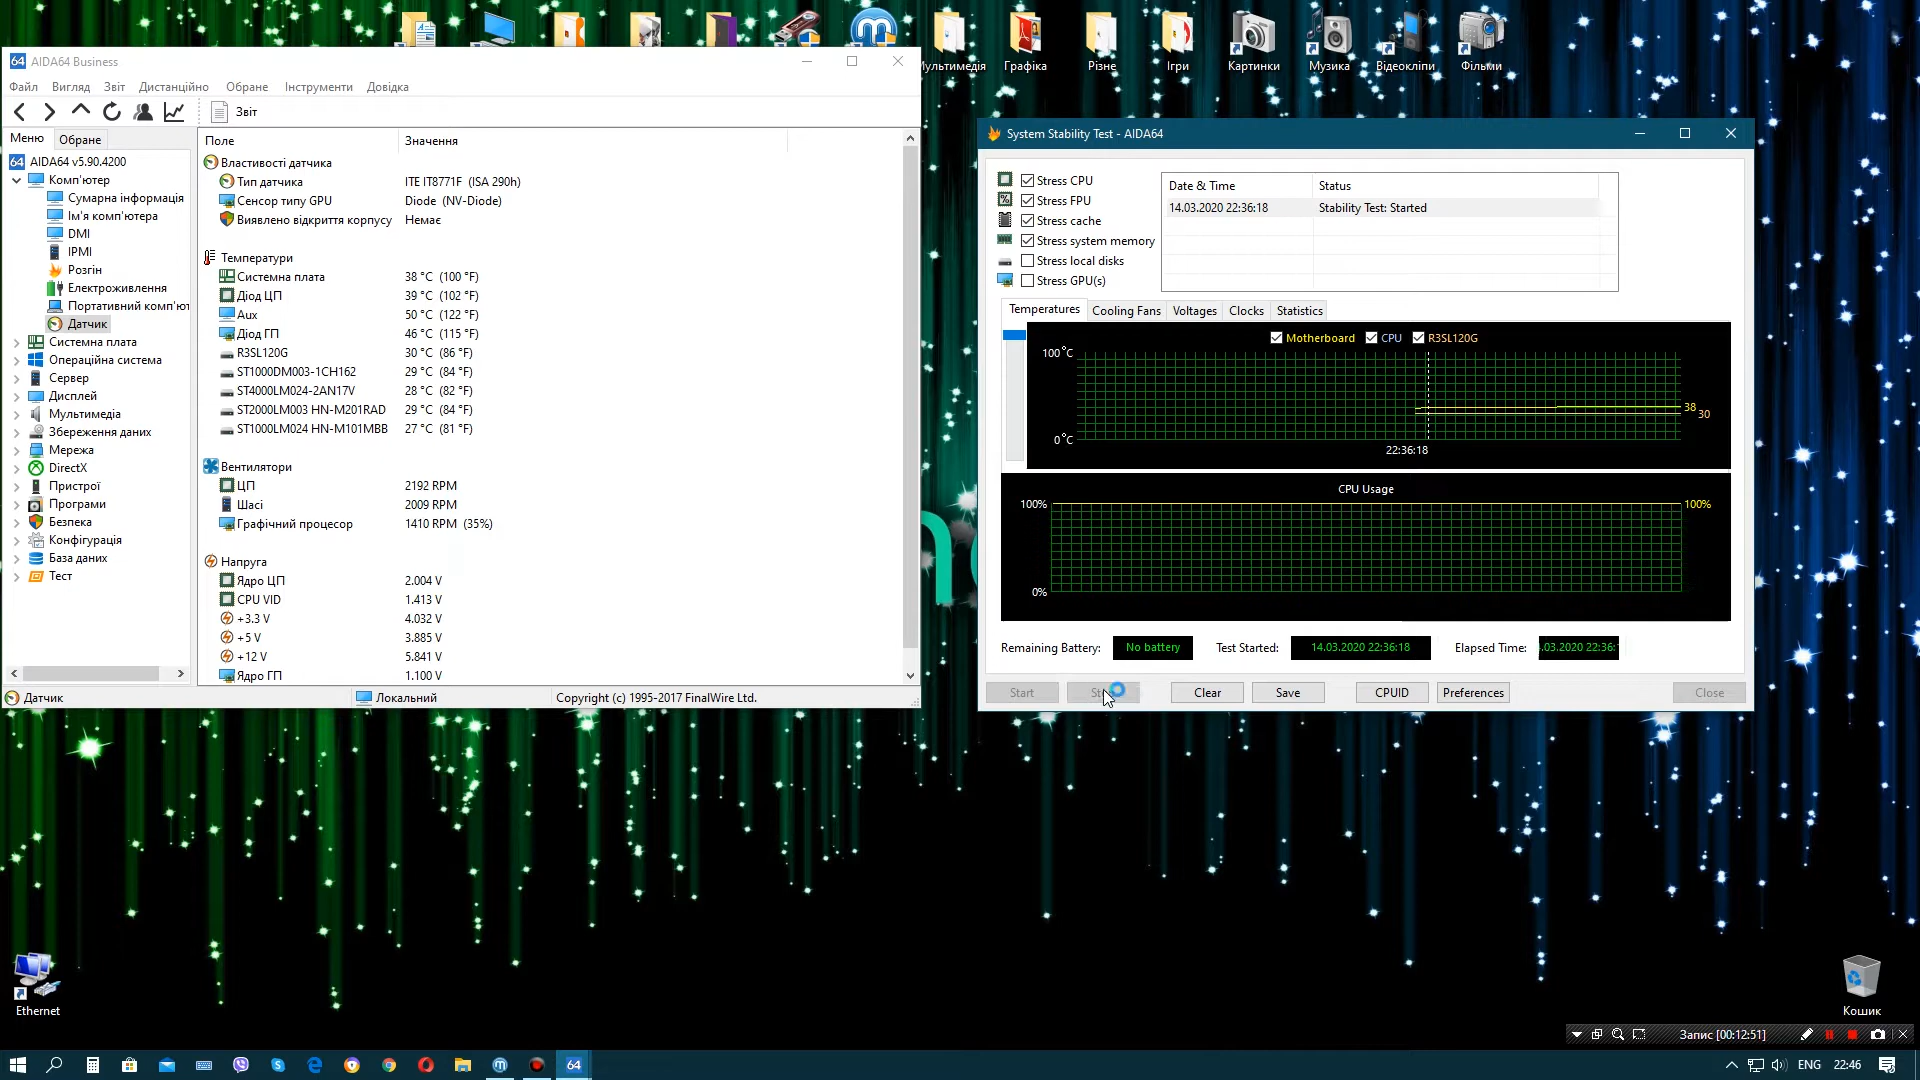 ультимедія
Графіка
Різне
Ігри
Картинки
Музика
Відеокліпи
Фільми
64 AIDA64 Business
Файл Вигляд Звіт Дистанційно Обране Інструменти Довідка
Звіт
Меню Обране
64 AIDA64 v5.90.4200
Комп'ютер
Сумарна інформація
Ім'я комп'ютера
DMI
IPMI
Розгін
Електроживлення
Портативний комп'ют
Датчик
Системна плата
Операційна система
Сервер
Дисплей
Мультимедіа
Збереження даних
Мережа
DirectX
Пристрої
Програми
Безпека
Конфігурація
База даних
Тест
Поле Значення
Властивості датчика
Тип датчика ITE IT8771F (ISA 290h)
Сенсор типу GPU Diode (NV-Diode)
Виявлено відкриття корпусу Немає
Температури
Системна плата 38 °C (100 °F)
Діод ЦП 39 °C (102 °F)
Aux 50 °C (122 °F)
Діод ГП 46 °C (115 °F)
R3SL120G 30 °C (86 °F)
ST1000DM003-1CH162 29 °C (84 °F)
ST4000LM024-2AN17V 28 °C (82 °F)
ST2000LM003 HN-M201RAD 29 °C (84 °F)
ST1000LM024 HN-M101MBB 27 °C (81 °F)
Вентилятори
ЦП 2192 RPM
Шасі 2009 RPM
Графічний процесор 1410 RPM (35%)
Напруга
Ядро ЦП 2.004 V
CPU VID 1.413 V
+3.3 V 4.032 V
+5 V 3.885 V
+12 V 5.841 V
Ядро ГП 1.100 V
Датчик Локальний Copyright (c) 1995-2017 FinalWire Ltd.
System Stability Test - AIDA64
Stress CPU
Stress FPU
Stress cache
Stress system memory
Stress local disks
Stress GPU(s)
Date & Time Status
14.03.2020 22:36:18 Stability Test: Started
Temperatures Cooling Fans Voltages Clocks Statistics
Motherboard CPU R3SL120G
100°C
38
30
0°C
22:36:18
CPU Usage
100% 100%
0%
Remaining Battery: No battery Test Started: 14.03.2020 22:36:18 Elapsed Time: .03.2020 22:36:
Start Clear Save CPUID Preferences Close
Ethernet
Кошик
Запис [00:12:51]
64
ENG 22:46